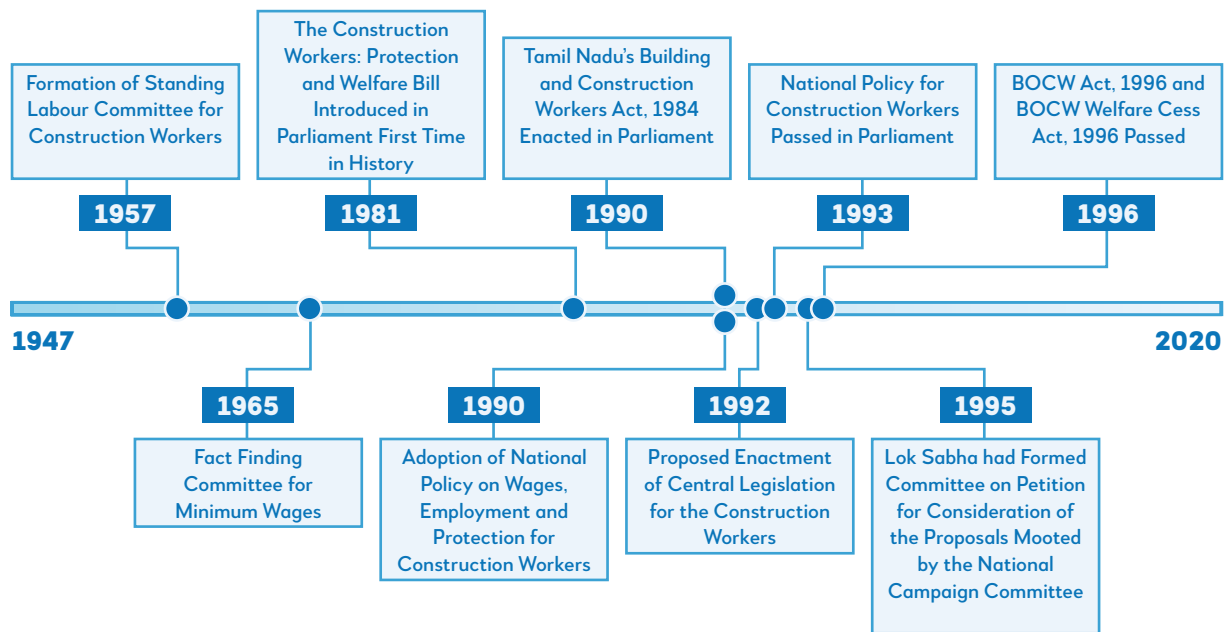 Formation of Standing
Labour Committee for
Construction Workers
1957
The Construction
Workers: Protection
and Welfare Bill
Introduced in
Parliament First Time
in History
1981
Tamil Nadu's Building
and Construction
Workers Act, 1984
Enacted in Parliament
1990
National Policy for
Construction Workers
Passed in Parliament
1993
BOCW Act, 1996 and
BOCW Welfare Cess
Act, 1996 Passed
1996
1947
2020
1965
Fact Finding
Committee for
Minimum Wages
1990
Adoption of National
Policy on Wages,
Employment and
Protection for
Construction Workers
1992
Proposed Enactment
of Central Legislation
for the Construction
Workers
1995
Lok Sabha had Formed
Committee on Petition
for Consideration of
the Proposals Mooted
by the National
Campaign Committee